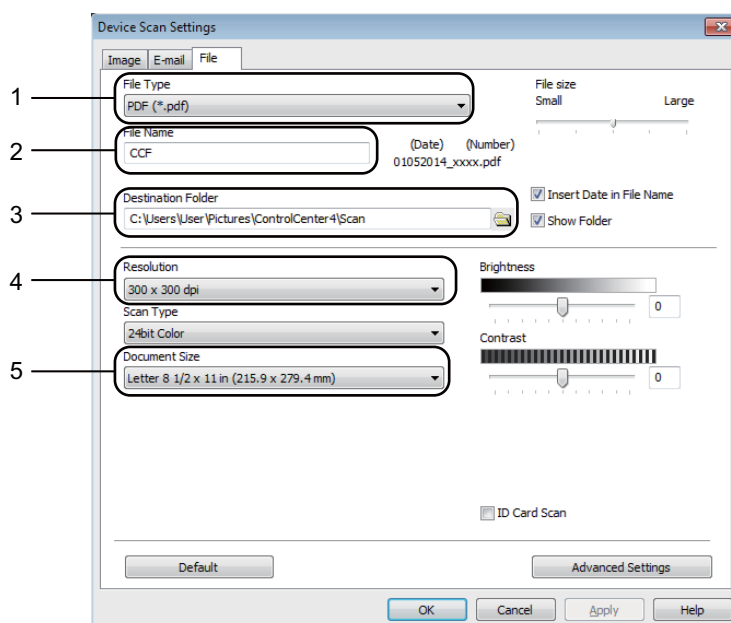 Device Scan Settings
Image E-mail File
1
File Type
PDF (*.pdf)
File size
Small Large
2
File Name
CCF
(Date) (Number)
01052014_xxxx.pdf
3
Destination Folder
C:\Users\User\Pictures\ControlCenter4\Scan
Insert Date in File Name
Show Folder
4
Resolution
300 x 300 dpi
Scan Type
24bit Color
5
Document Size
Letter 8 1/2 x 11 in (215.9 x 279.4 mm)
Brightness
0
Contrast
0
ID Card Scan
Default
Advanced Settings
OK Cancel Apply Help